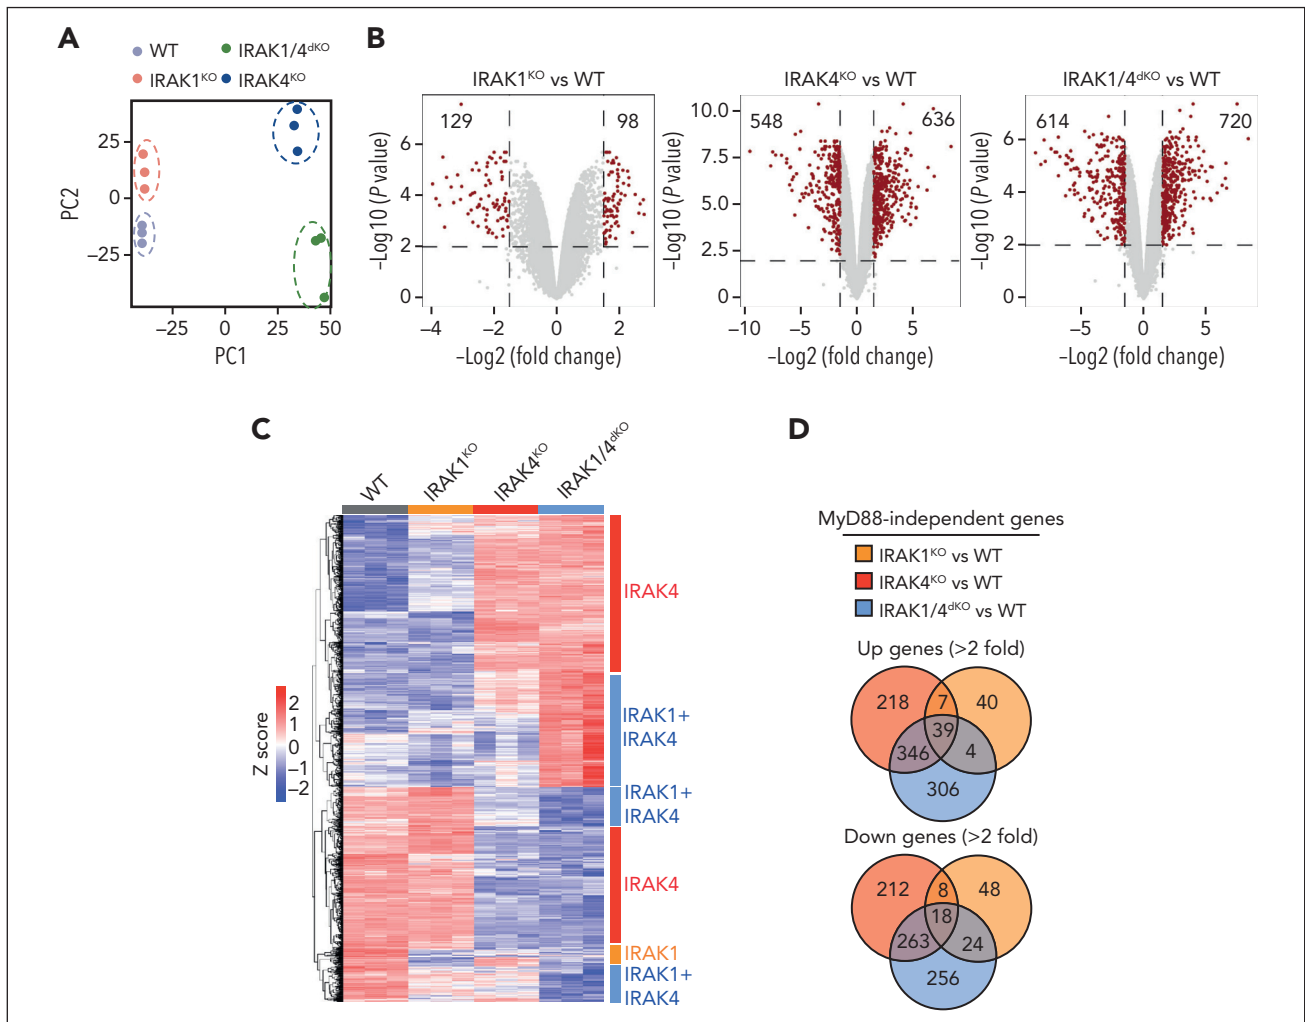 A
WT
IRAK1/4dKO
IRAK1KO
IRAK4KO
25
0
−25
PC2
−25
0
25
50
PC1
B
IRAK1KO vs WT
129
98
6
4
2
0
−Log10 (P value)
−4
−2
0
2
−Log2 (fold change)
IRAK4KO vs WT
548
636
10.0
7.5
5.0
2.5
0
−Log10 (P value)
−10
−5
0
5
−Log2 (fold change)
IRAK1/4dKO vs WT
614
720
6
4
2
0
−Log10 (P value)
−5
0
5
−Log2 (fold change)
C
WT
IRAK1KO
IRAK4KO
IRAK1/4dKO
Z score
2
1
0
−1
−2
IRAK4
IRAK1+
IRAK4
IRAK1+
IRAK4
IRAK4
IRAK1
IRAK1+
IRAK4
D
MyD88-independent genes
IRAK1KO vs WT
IRAK4KO vs WT
IRAK1/4dKO vs WT
Up genes (>2 fold)
218
7
40
39
346
4
306
Down genes (>2 fold)
212
8
48
18
263
24
256